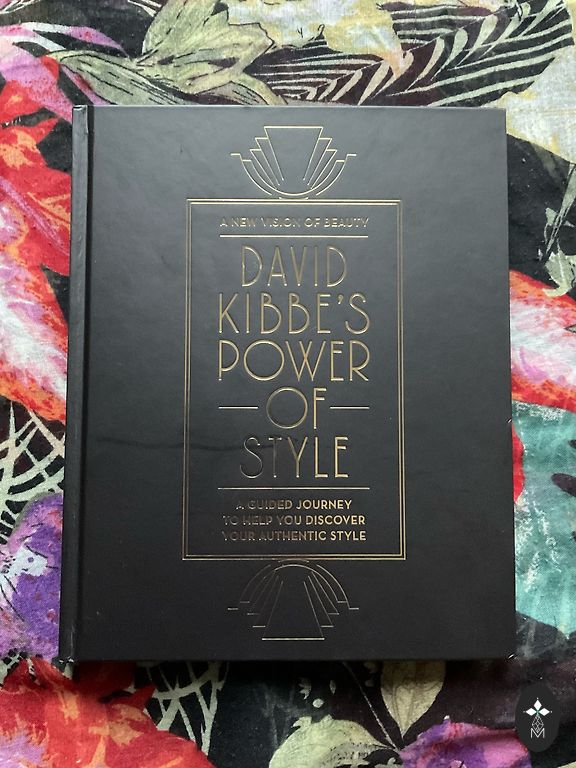 A NEW VISION OF BEAUTY
DAVID
KIBBE'S
POWER
OF
STYLE
A GUIDED JOURNEY
TO HELP YOU DISCOVER
YOUR AUTHENTIC STYLE